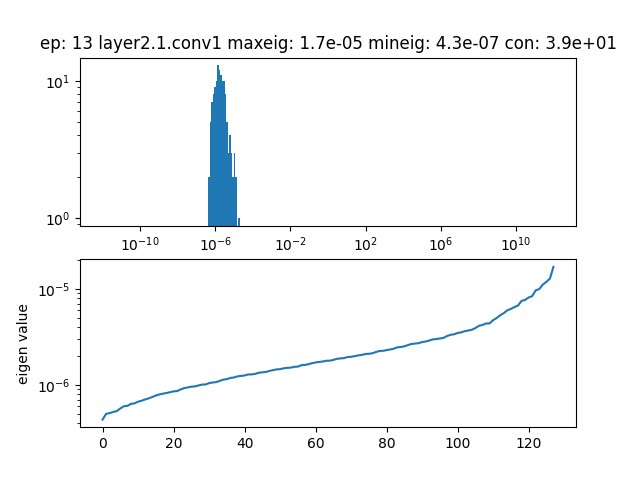 ep: 13 layer2.1.conv1 maxeig: 1.7e-05 mineig: 4.3e-07 con: 3.9e+01
10¹
10⁰
10⁻¹⁰ 10⁻⁶ 10⁻² 10² 10⁶ 10¹⁰
eigen value
10⁻⁵
10⁻⁶
0 20 40 60 80 100 120